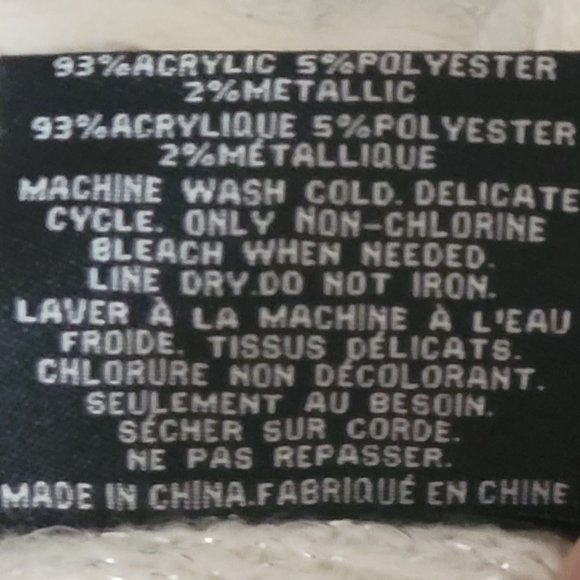 93%ACRYLIC 5%POLYESTER
2%METALLIC
93%ACRYLIQUE 5%POLYESTER
2%MÉTALLIQUE
MACHINE WASH COLD. DELICATE
CYCLE. ONLY NON-CHLORINE
BLEACH WHEN NEEDED.
LINE DRY.DO NOT IRON.
LAVER À LA MACHINE À L'EAU
FROIDE. TISSUS DÉLICATS.
CHLORURE NON DÉCOLORANT.
SEULEMENT AU BESOIN.
SÉCHER SUR CORDE.
NE PAS REPASSER.
MADE IN CHINA.FABRIQUÉ EN CHINE